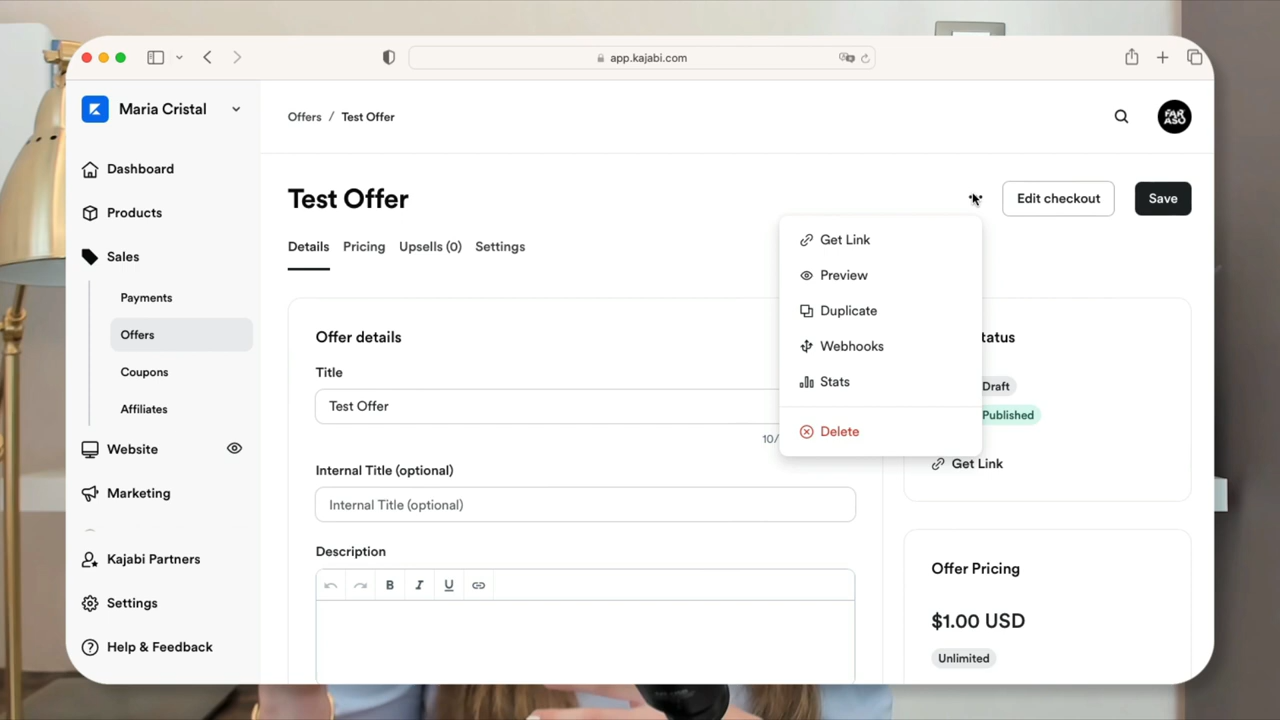 app.kajabi.com
Maria Cristal
Dashboard
Products
Sales
Payments
Offers
Coupons
Affiliates
Website
Marketing
Kajabi Partners
Settings
Help & Feedback
Offers / Test Offer
FAR
ASO
Test Offer
Edit checkout
Save
Details
Pricing
Upsells (0)
Settings
Get Link
Preview
Duplicate
Webhooks
Stats
Delete
Offer details
Title
Test Offer
10/
Internal Title (optional)
Internal Title (optional)
Description
B I U
tatus
Draft
Published
Get Link
Offer Pricing
$1.00 USD
Unlimited